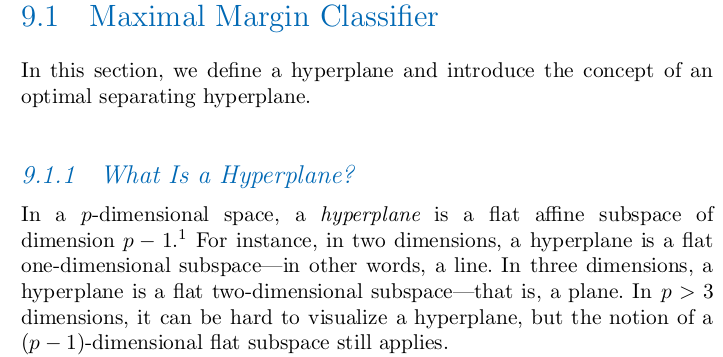 9.1 Maximal Margin Classifier
In this section, we define a hyperplane and introduce the concept of an
optimal separating hyperplane.
9.1.1 What Is a Hyperplane?
In a p-dimensional space, a hyperplane is a flat affine subspace of
dimension p − 1.¹ For instance, in two dimensions, a hyperplane is a flat
one-dimensional subspace—in other words, a line. In three dimensions, a
hyperplane is a flat two-dimensional subspace—that is, a plane. In p > 3
dimensions, it can be hard to visualize a hyperplane, but the notion of a
(p − 1)-dimensional flat subspace still applies.